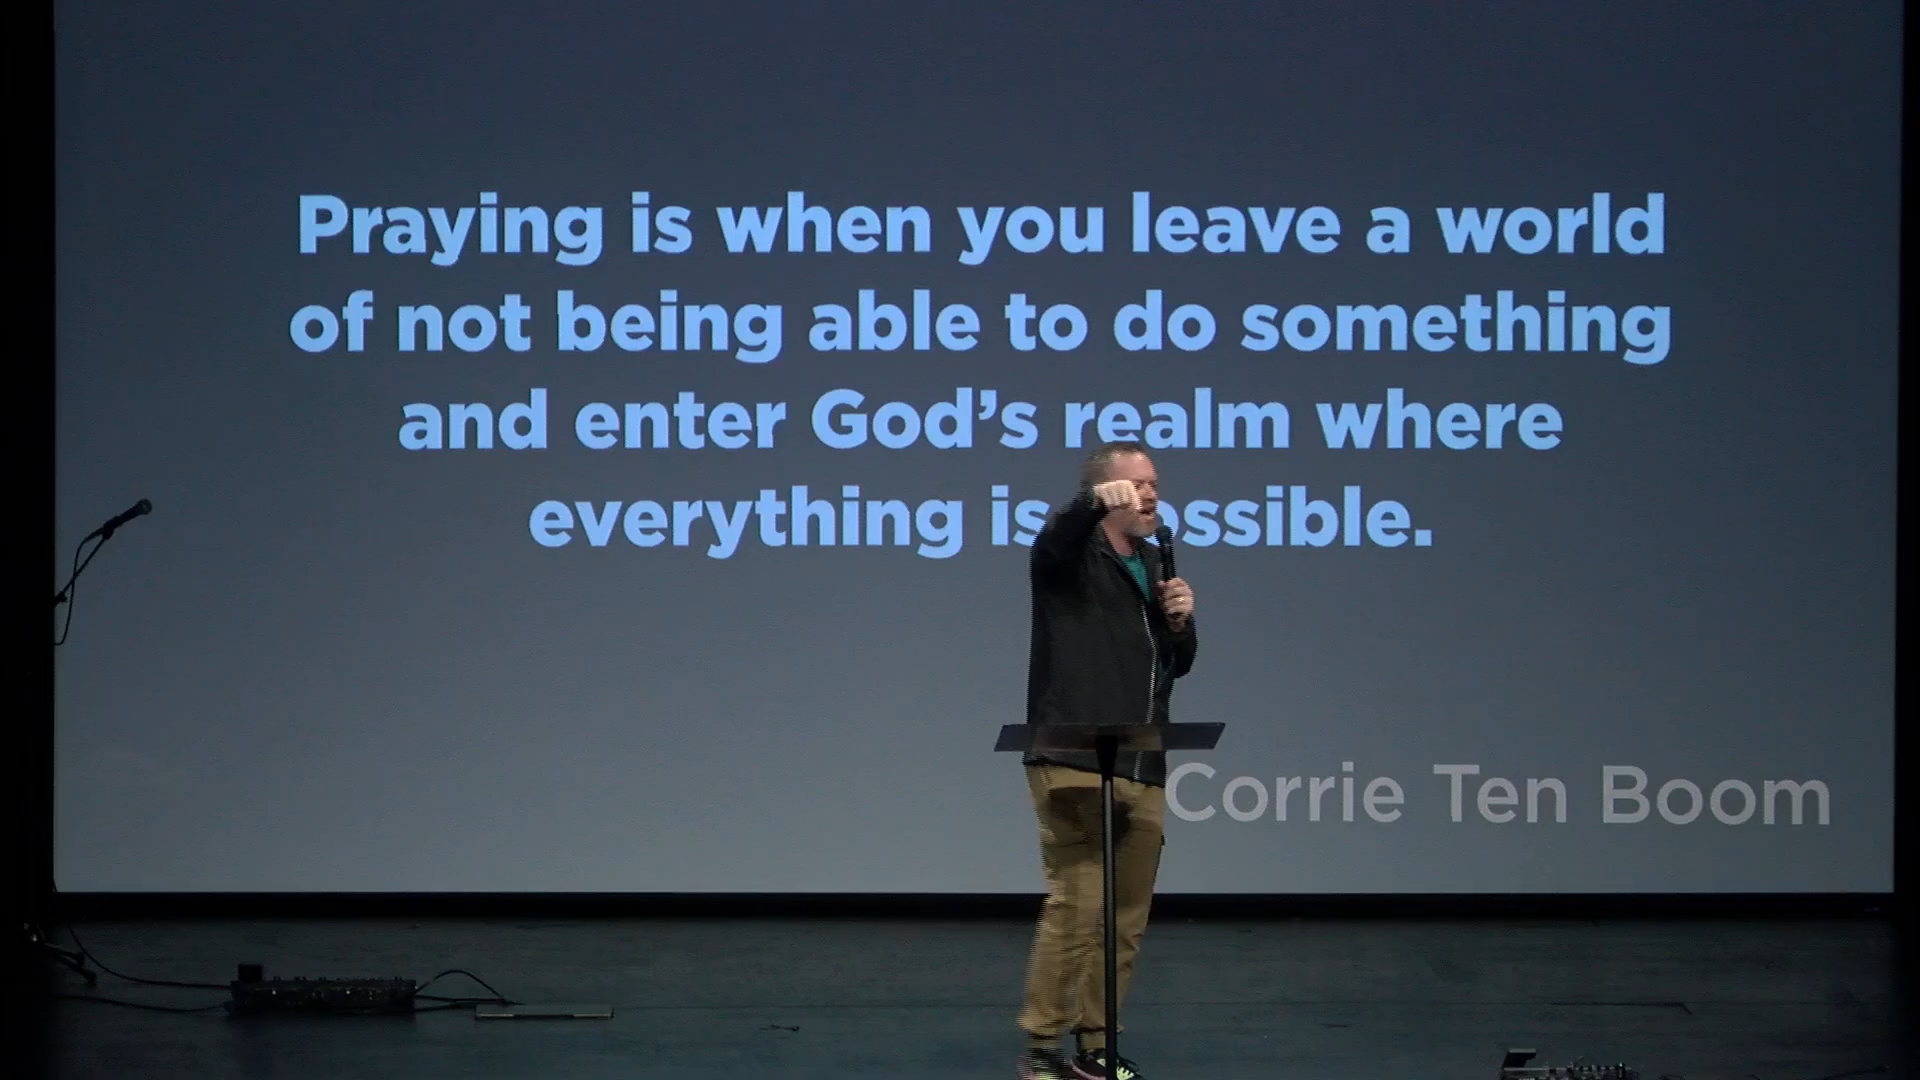 Praying is when you leave a world
of not being able to do something
and enter God's realm where
everything is possible.
Corrie Ten Boom